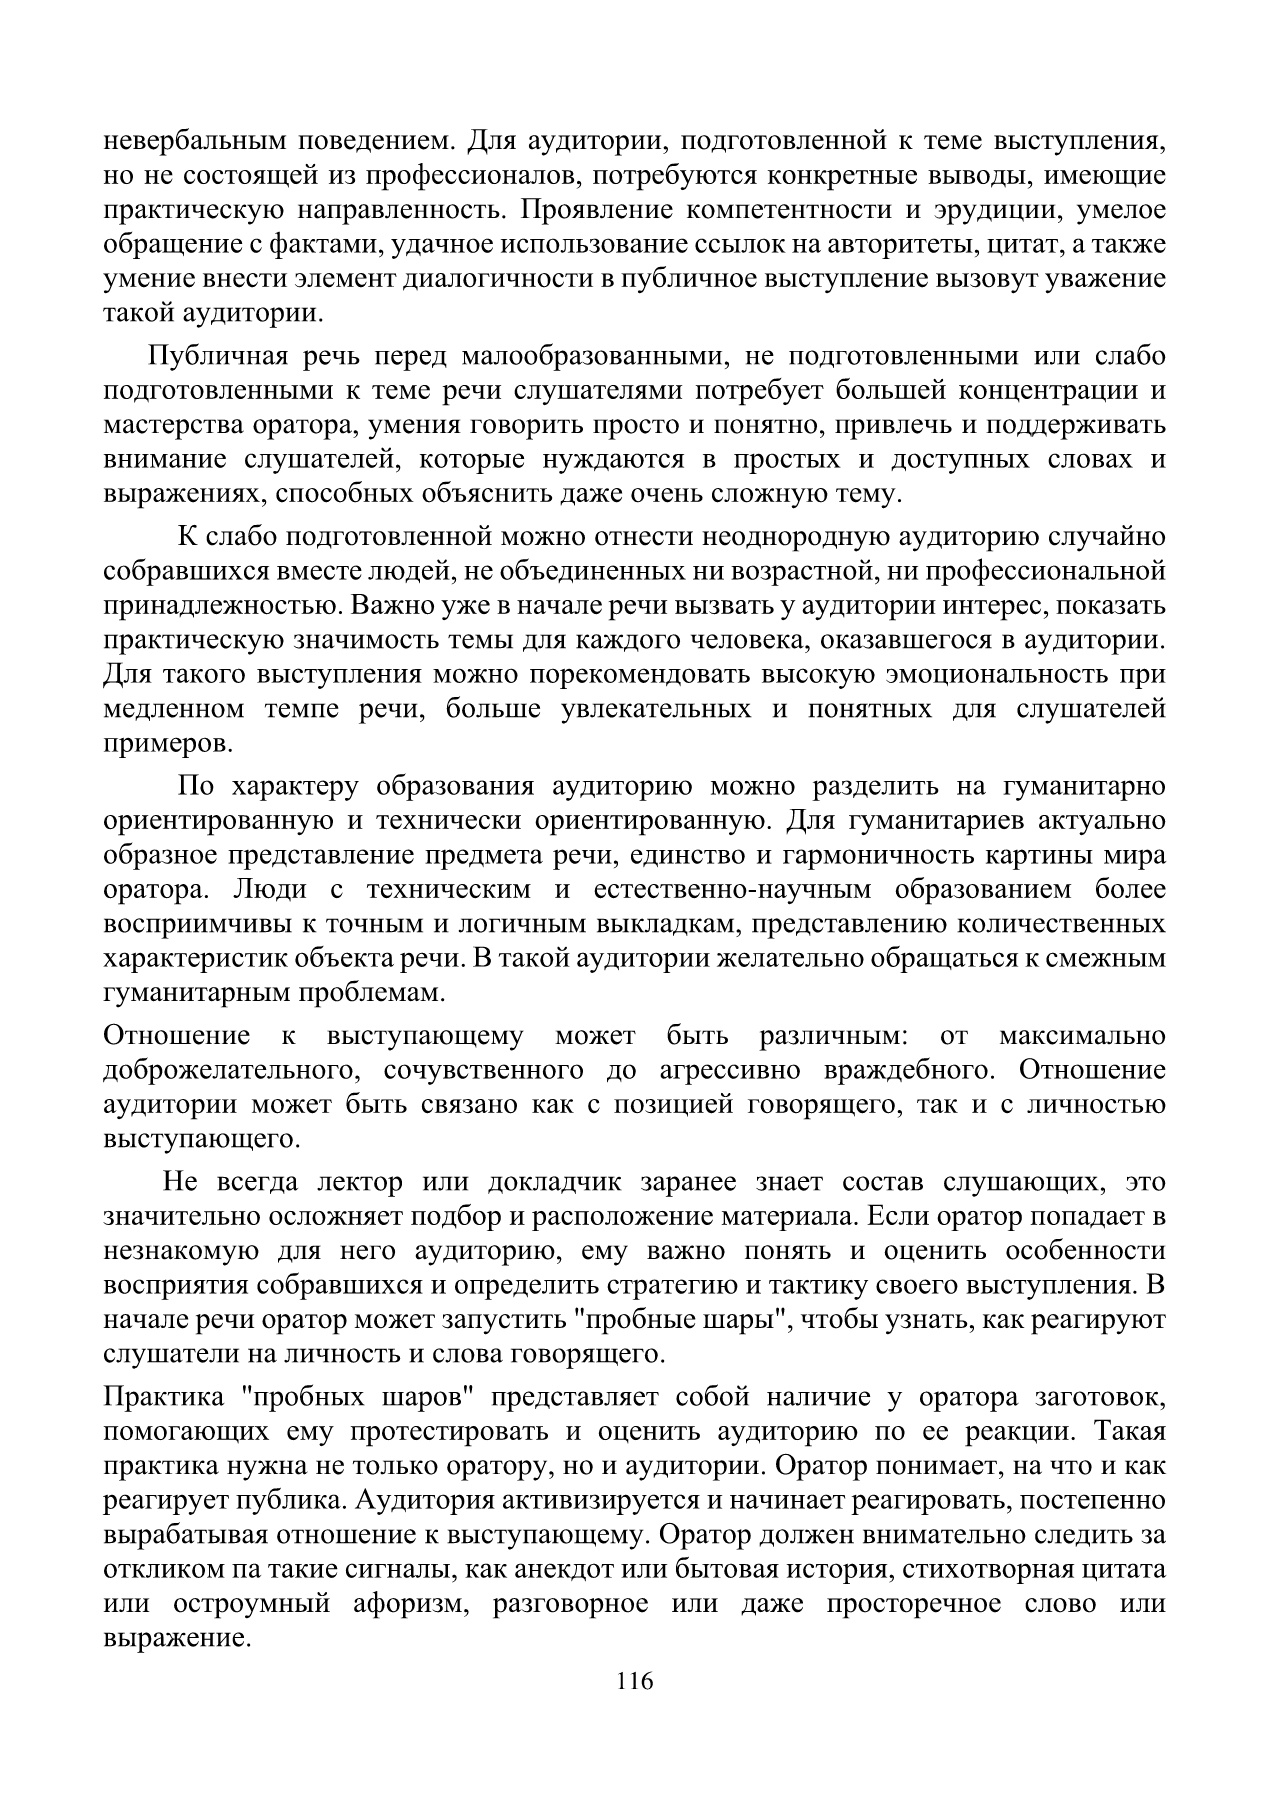 невербальным поведением. Для аудитории, подготовленной к теме выступления,
но не состоящей из профессионалов, потребуются конкретные выводы, имеющие
практическую направленность. Проявление компетентности и эрудиции, умелое
обращение с фактами, удачное использование ссылок на авторитеты, цитат, а также
умение внести элемент диалогичности в публичное выступление вызовут уважение
такой аудитории.
Публичная речь перед малообразованными, не подготовленными или слабо
подготовленными к теме речи слушателями потребует большей концентрации и
мастерства оратора, умения говорить просто и понятно, привлечь и поддерживать
внимание слушателей, которые нуждаются в простых и доступных словах и
выражениях, способных объяснить даже очень сложную тему.
К слабо подготовленной можно отнести неоднородную аудиторию случайно
собравшихся вместе людей, не объединенных ни возрастной, ни профессиональной
принадлежностью. Важно уже в начале речи вызвать у аудитории интерес, показать
практическую значимость темы для каждого человека, оказавшегося в аудитории.
Для такого выступления можно порекомендовать высокую эмоциональность при
медленном темпе речи, больше увлекательных и понятных для слушателей
примеров.
По характеру образования аудиторию можно разделить на гуманитарно
ориентированную и технически ориентированную. Для гуманитариев актуально
образное представление предмета речи, единство и гармоничность картины мира
оратора. Люди с техническим и естественно-научным образованием более
восприимчивы к точным и логичным выкладкам, представлению количественных
характеристик объекта речи. В такой аудитории желательно обращаться к смежным
гуманитарным проблемам.
Отношение к выступающему может быть различным: от максимально
доброжелательного, сочувственного до агрессивно враждебного. Отношение
аудитории может быть связано как с позицией говорящего, так и с личностью
выступающего.
Не всегда лектор или докладчик заранее знает состав слушающих, это
значительно осложняет подбор и расположение материала. Если оратор попадает в
незнакомую для него аудиторию, ему важно понять и оценить особенности
восприятия собравшихся и определить стратегию и тактику своего выступления. В
начале речи оратор может запустить "пробные шары", чтобы узнать, как реагируют
слушатели на личность и слова говорящего.
Практика "пробных шаров" представляет собой наличие у оратора заготовок,
помогающих ему протестировать и оценить аудиторию по ее реакции. Такая
практика нужна не только оратору, но и аудитории. Оратор понимает, на что и как
реагирует публика. Аудитория активизируется и начинает реагировать, постепенно
вырабатывая отношение к выступающему. Оратор должен внимательно следить за
откликом па такие сигналы, как анекдот или бытовая история, стихотворная цитата
или остроумный афоризм, разговорное или даже просторечное слово или
выражение.
116